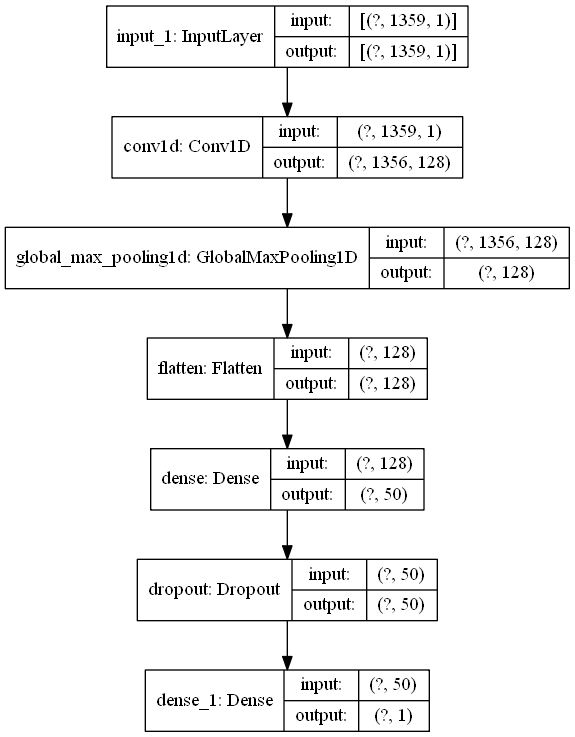 input_1: InputLayer
input: [(?, 1359, 1)]
output: [(?, 1359, 1)]
conv1d: Conv1D
input: (?, 1359, 1)
output: (?, 1356, 128)
global_max_pooling1d: GlobalMaxPooling1D
input: (?, 1356, 128)
output: (?, 128)
flatten: Flatten
input: (?, 128)
output: (?, 128)
dense: Dense
input: (?, 128)
output: (?, 50)
dropout: Dropout
input: (?, 50)
output: (?, 50)
dense_1: Dense
input: (?, 50)
output: (?, 1)